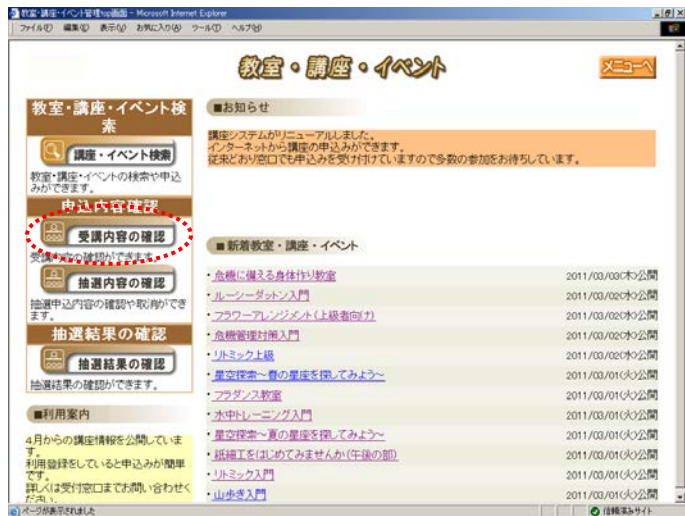 教室・講座・イベント管理top画面 - Microsoft Internet Explorer
ファイル(F) 編集(E) 表示(V) お気に入り(A) ツール(T) ヘルプ(H)
教室・講座・イベント
メニューへ
教室・講座・イベント検
索
講座・イベント検索
教室・講座・イベントの検索や申込
みができます。
申込内容確認
受講内容の確認
受講内容の確認ができます。
抽選内容の確認
抽選申込内容の確認や取消ができ
ます。
抽選結果の確認
抽選結果の確認
抽選結果の確認ができます。
■利用案内
4月からの講座情報を公開していま
す。
利用登録をしていると申込みが簡単
です。
詳しくは受付窓口までお問い合わせく
ださい。
■お知らせ
講座システムがリニューアルしました。
インターネットから講座の申込みができます。
従来どおり窓口でも申込みを受け付けていますので多数の参加をお待ちしています。
■新着教室・講座・イベント
・危機に備える身体作り教室 2011/03/03(木)公開
・ルーシーダットン入門 2011/03/02(水)公開
・フラワーアレンジメント(上級者向け) 2011/03/02(水)公開
・危機管理対策入門 2011/03/02(水)公開
・リトミック上級 2011/03/02(水)公開
・星空探索～春の星座を探してみよう～ 2011/03/01(火)公開
・フラダンス教室 2011/03/01(火)公開
・水中トレーニング入門 2011/03/01(火)公開
・星空探索～夏の星座を探してみよう～ 2011/03/01(火)公開
・紙細工をはじめてみませんか(午後の部) 2011/03/01(火)公開
・リトミック入門 2011/03/01(火)公開
・山歩き入門 2011/03/01(火)公開
ページが表示されました
信頼済みサイト